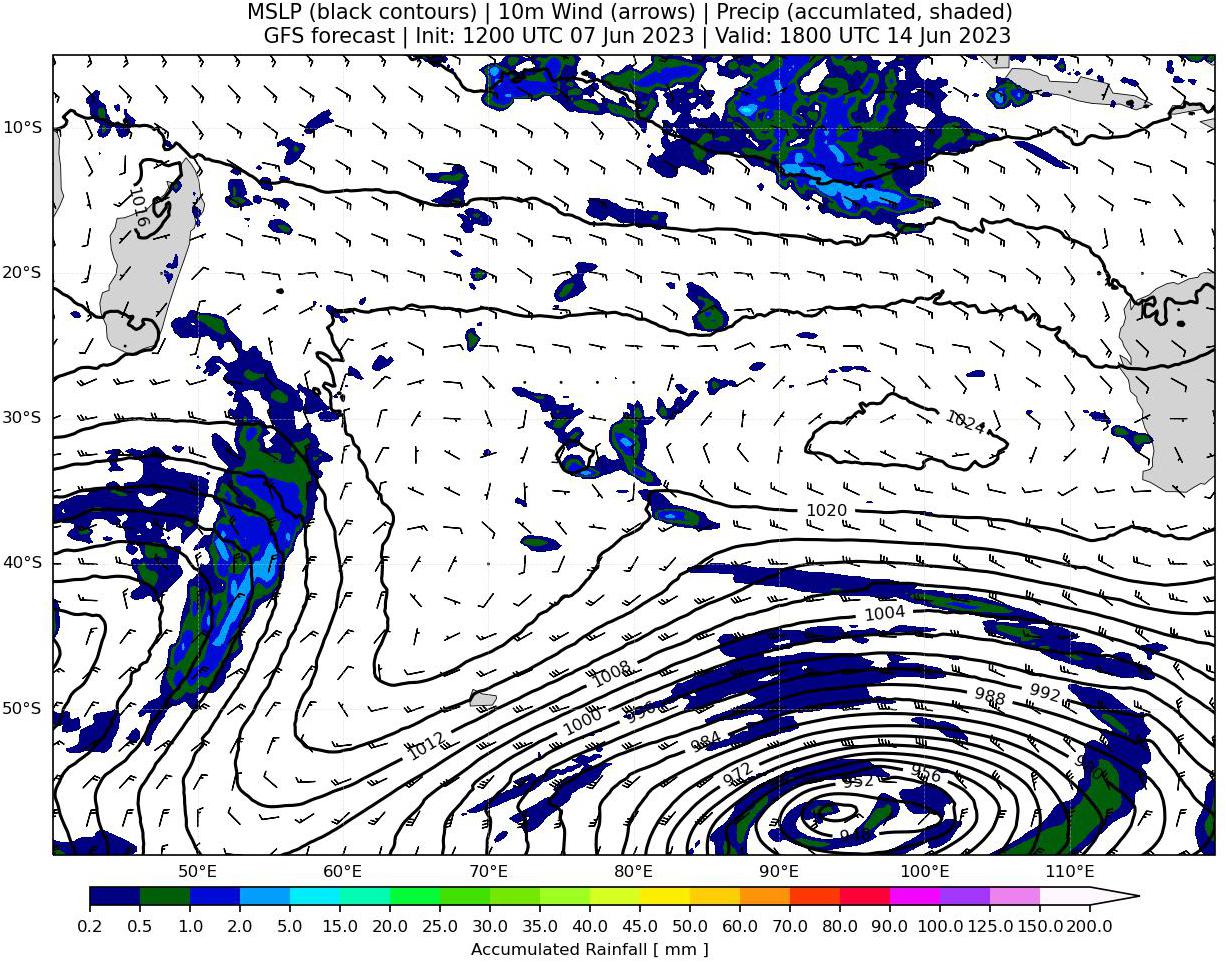 MSLP (black contours) | 10m Wind (arrows) | Precip (accumlated, shaded)
GFS forecast | Init: 1200 UTC 07 Jun 2023 | Valid: 1800 UTC 14 Jun 2023
10°S
1016
20°S
30°S
1024
1020
40°S
1004
1008
988
992
50°S
1000
996
984
1012
972
956
952
980
948
50°E
60°E
70°E
80°E
90°E
100°E
110°E
0.2 0.5 1.0 2.0 5.0 10.0 15.0 20.0 25.0 30.0 35.0 40.0 45.0 50.0 60.0 70.0 80.0 90.0 100.0 125.0 150.0 200.0
Accumulated Rainfall [ mm ]